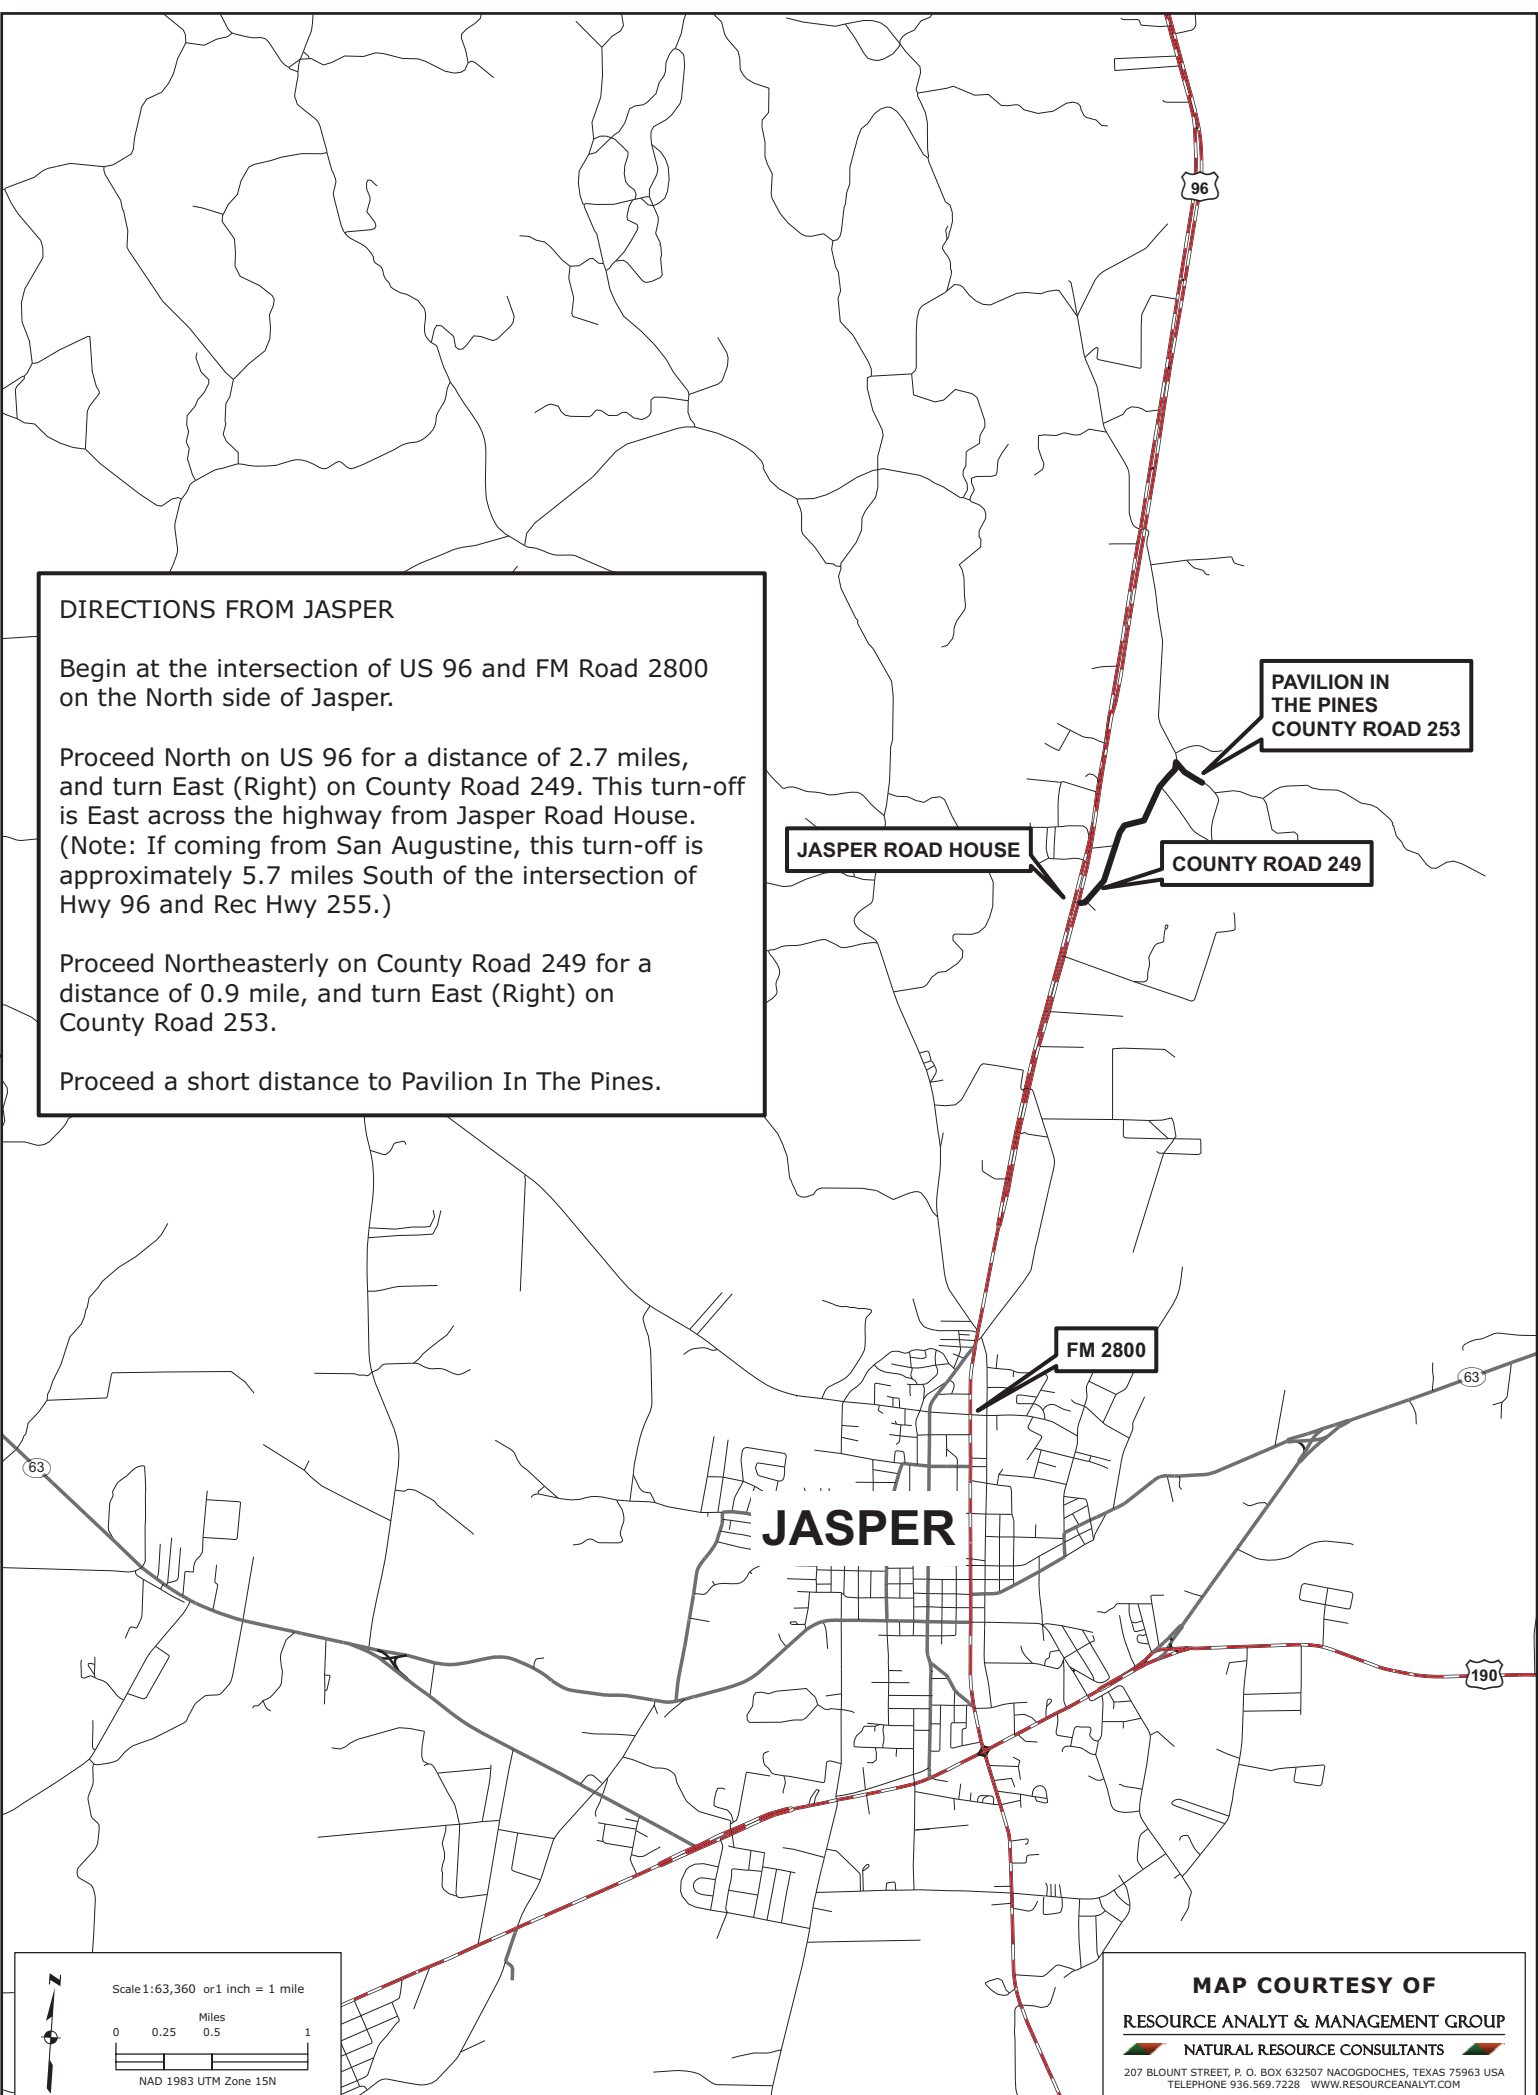 96
DIRECTIONS FROM JASPER
Begin at the intersection of US 96 and FM Road 2800
on the North side of Jasper.
Proceed North on US 96 for a distance of 2.7 miles,
and turn East (Right) on County Road 249. This turn-off
is East across the highway from Jasper Road House.
(Note: If coming from San Augustine, this turn-off is
approximately 5.7 miles South of the intersection of
Hwy 96 and Rec Hwy 255.)
Proceed Northeasterly on County Road 249 for a
distance of 0.9 mile, and turn East (Right) on
County Road 253.
Proceed a short distance to Pavilion In The Pines.
PAVILION IN
THE PINES
COUNTY ROAD 253
JASPER ROAD HOUSE
COUNTY ROAD 249
FM 2800
63
63
JASPER
190
Z
Scale1:63,360 or1 inch = 1 mile
Miles
0 0.25 0.5 1
NAD 1983 UTM Zone 15N
MAP COURTESY OF
RESOURCE ANALYT & MANAGEMENT GROUP
NATURAL RESOURCE CONSULTANTS
207 BLOUNT STREET, P. O. BOX 632507 NACOGDOCHES, TEXAS 75963 USA
TELEPHONE 936.569.7228 WWW.RESOURCEANALYT.COM